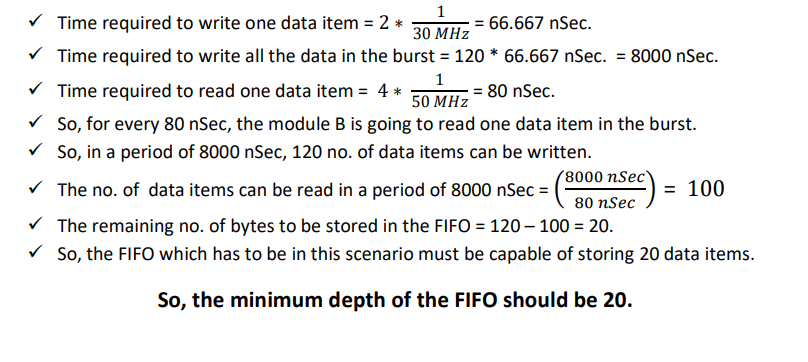 ✓ Time required to write one data item = 2 * 1/(30 MHz) = 66.667 nSec.
✓ Time required to write all the data in the burst = 120 * 66.667 nSec. = 8000 nSec.
✓ Time required to read one data item = 4 * 1/(50 MHz) = 80 nSec.
✓ So, for every 80 nSec, the module B is going to read one data item in the burst.
✓ So, in a period of 8000 nSec, 120 no. of data items can be written.
✓ The no. of data items can be read in a period of 8000 nSec = (8000 nSec/80 nSec) = 100
✓ The remaining no. of bytes to be stored in the FIFO = 120 – 100 = 20.
✓ So, the FIFO which has to be in this scenario must be capable of storing 20 data items.
So, the minimum depth of the FIFO should be 20.